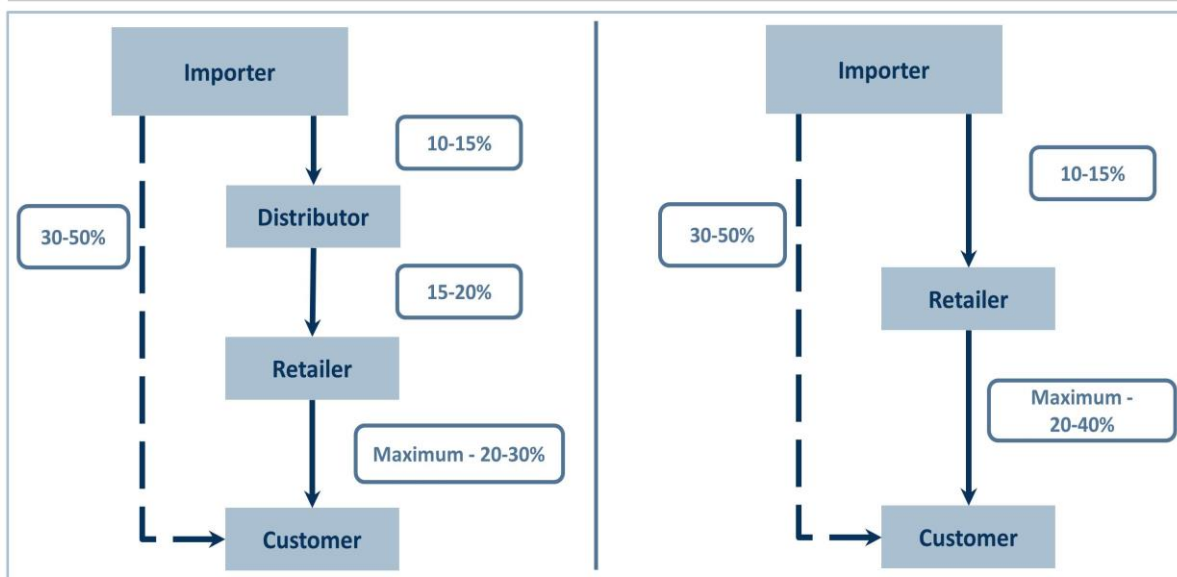 Importer
10-15%
Distributor
30-50%
15-20%
Retailer
Maximum - 20-30%
Customer
Importer
10-15%
30-50%
Retailer
Maximum -
20-40%
Customer